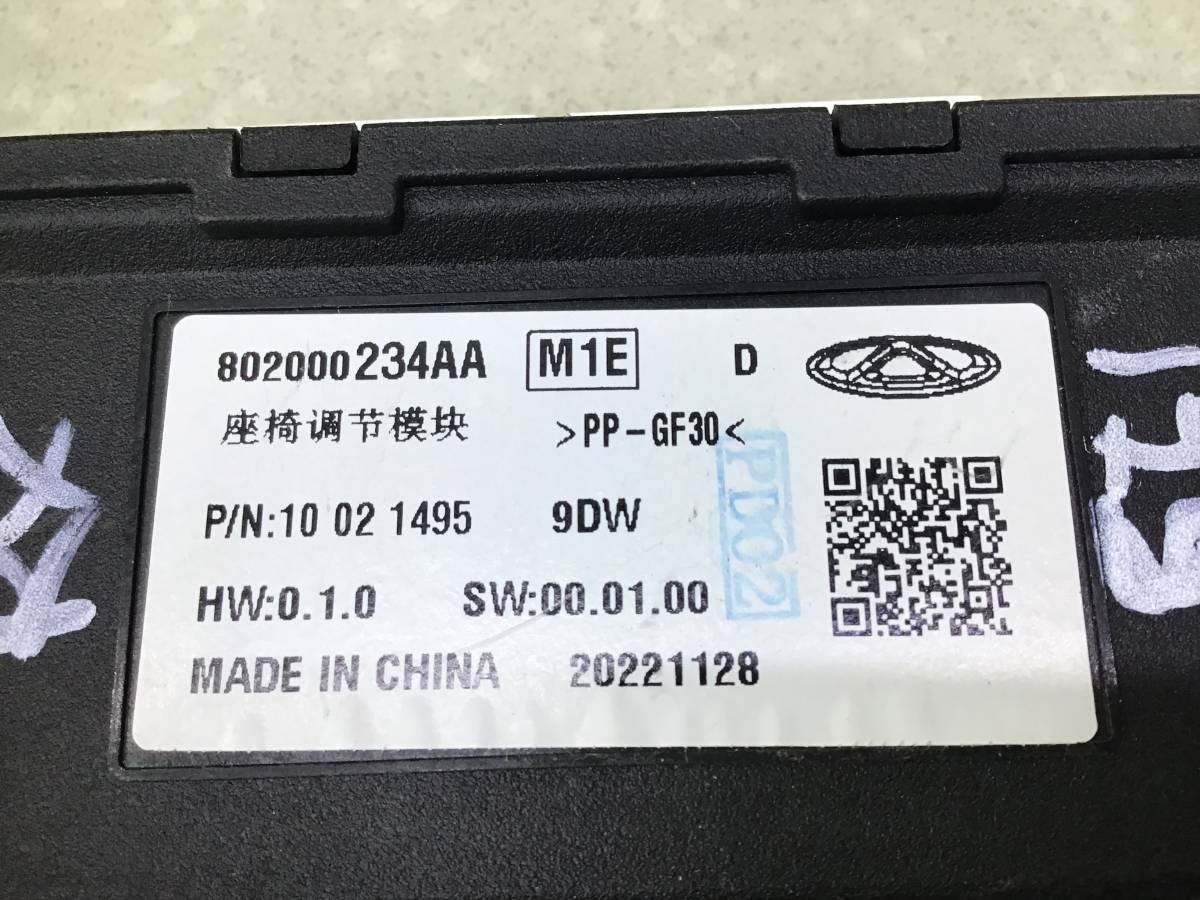 802000234AA M1E D
座椅调节模块 >PP-GF30<
P/N:10 02 1495 9DW
PD02
HW:0.1.0 SW:00.01.00
MADE IN CHINA 20221128